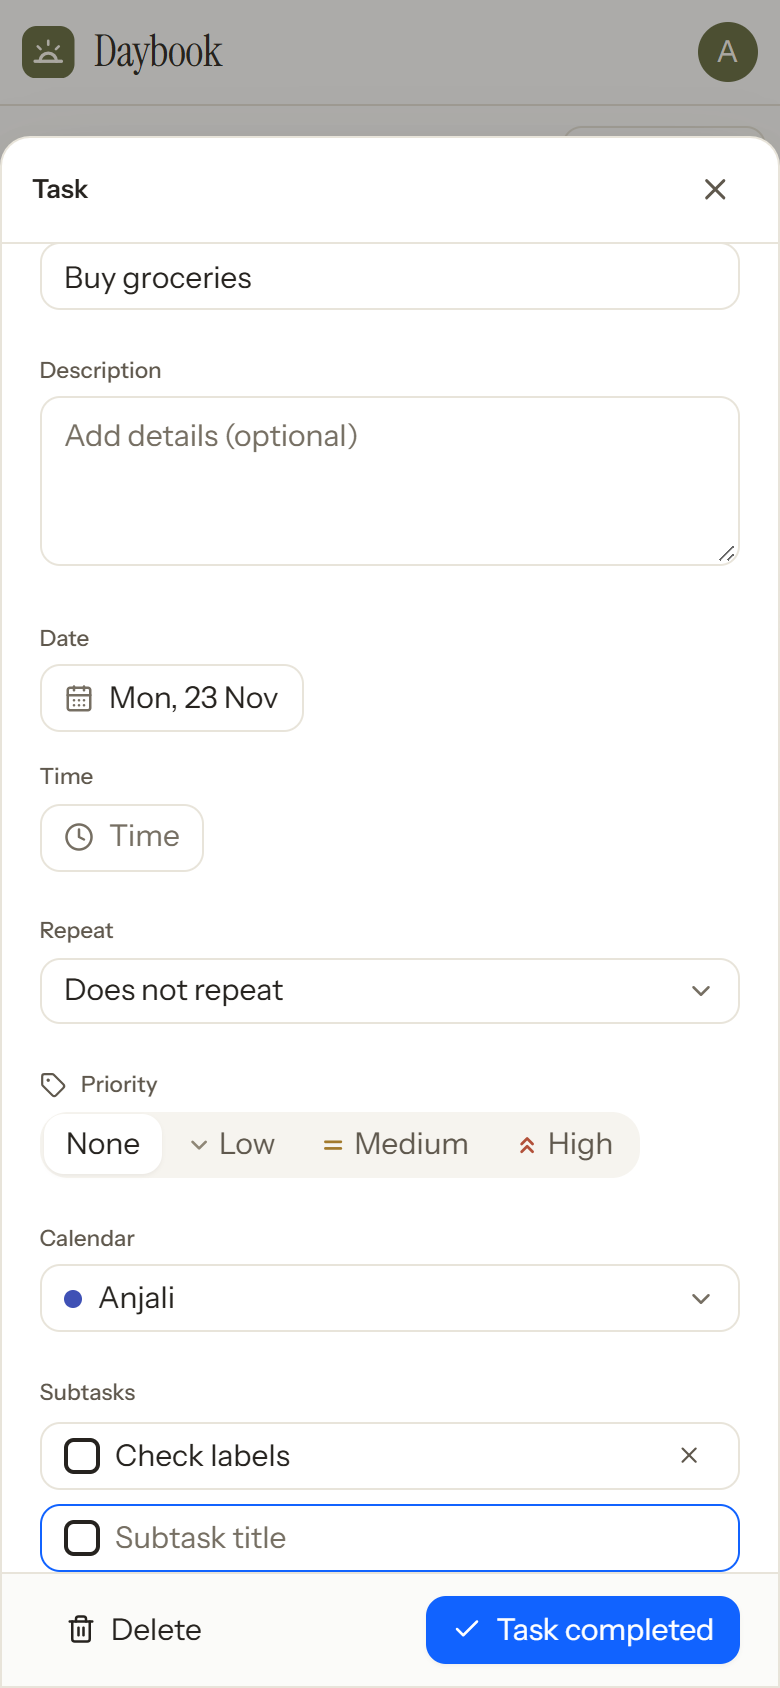 Daybook
A
Task
Buy groceries
Description
Add details (optional)
Date
Mon, 23 Nov
Time
Time
Repeat
Does not repeat
Priority
None Low Medium High
Calendar
Anjali
Subtasks
Check labels
Subtask title
Delete Task completed